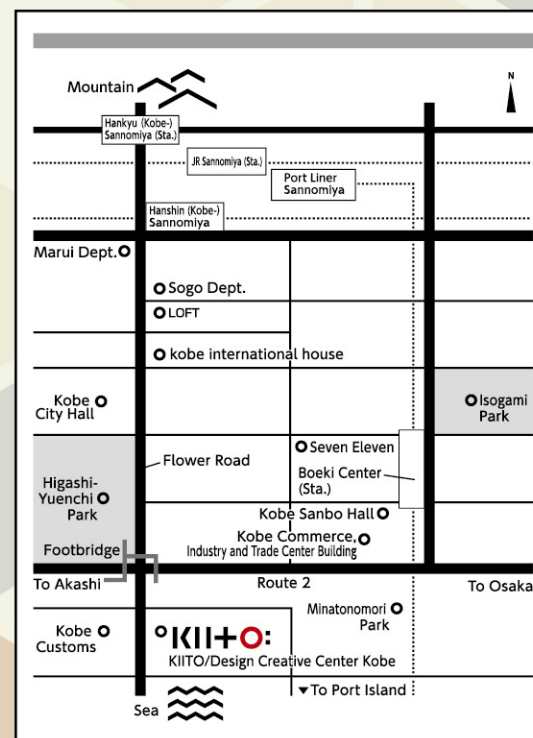 Mountain
N
Hankyu (Kobe-)
Sannomiya (Sta.)
JR Sannomiya (Sta.)
Port Liner
Sannomiya
Hanshin (Kobe-)
Sannomiya
Marui Dept.
Sogo Dept.
LOFT
kobe international house
Kobe
City Hall
Isogami
Park
Flower Road
Seven Eleven
Boeki Center
(Sta.)
Higashi-
Yuenchi
Park
Kobe Sanbo Hall
Kobe Commerce,
Industry and Trade Center Building
Footbridge
To Akashi
Route 2
To Osaka
Minatonomori
Park
Kobe
Customs
KIITO:
KIITO/Design Creative Center Kobe
▼To Port Island
Sea